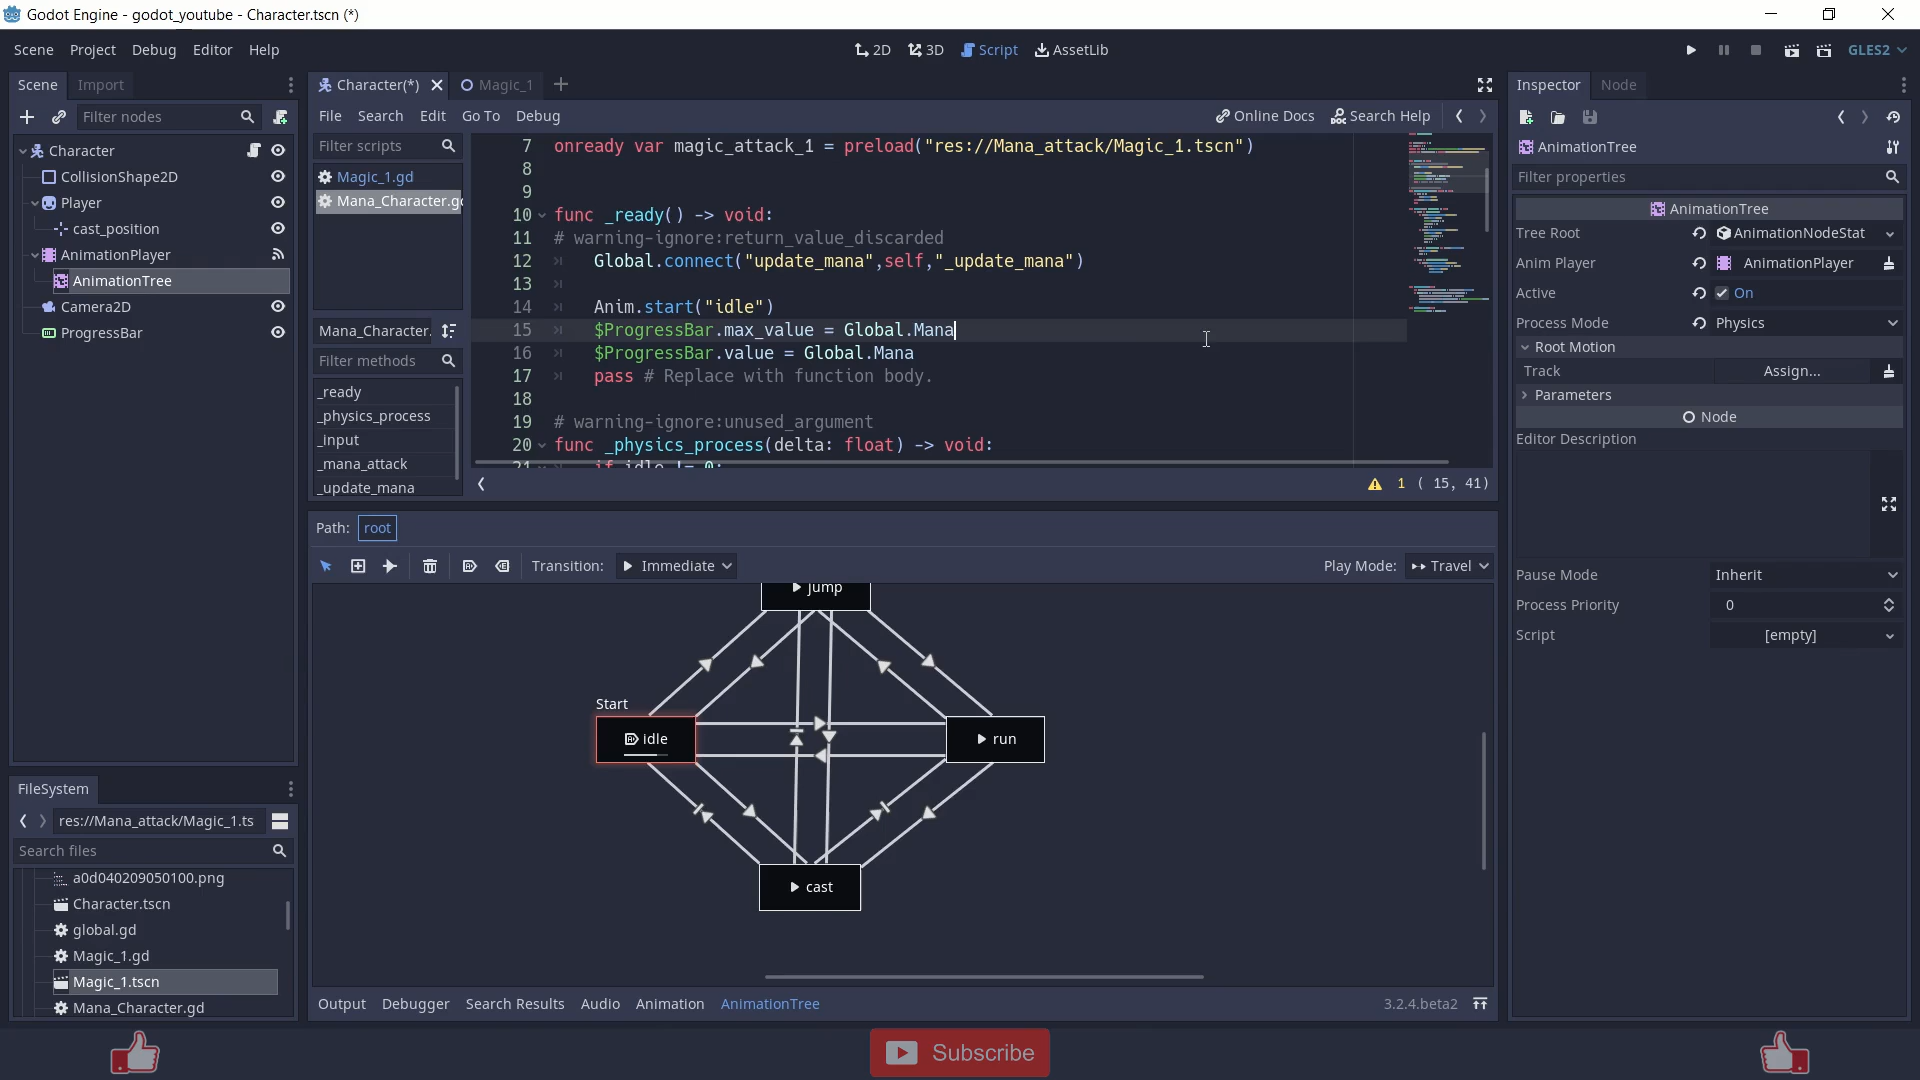 Godot Engine - godot_youtube - Character.tscn (*)
Scene Project Debug Editor Help
2D 3D Script AssetLib
GLES2
Scene Import
Filter nodes
Character
CollisionShape2D
Player
cast_position
AnimationPlayer
AnimationTree
Camera2D
ProgressBar
FileSystem
res://Mana_attack/Magic_1.ts
Search files
a0d040209050100.png
Character.tscn
global.gd
Magic_1.gd
Magic_1.tscn
Mana_Character.gd
Character(*) Magic_1
File Search Edit Go To Debug
Online Docs Search Help
Filter scripts
Magic_1.gd
Mana_Character.gd
Mana_Character.
Filter methods
_ready
_physics_process
_input
_mana_attack
_update_mana
7 onready var magic_attack_1 = preload("res://Mana_attack/Magic_1.tscn")
8
9
10 func _ready() -> void:
11 # warning-ignore:return_value_discarded
12 Global.connect("update_mana",self,"_update_mana")
13
14 Anim.start("idle")
15 $ProgressBar.max_value = Global.Mana
16 $ProgressBar.value = Global.Mana
17 pass # Replace with function body.
18
19 # warning-ignore:unused_argument
20 func _physics_process(delta: float) -> void:
21 if idle != 0:
1 ( 15, 41)
Path: root
Transition: Immediate
Play Mode: Travel
jump
Start
idle
run
cast
Output Debugger Search Results Audio Animation AnimationTree
3.2.4.beta2
Inspector Node
AnimationTree
Filter properties
AnimationTree
Tree Root AnimationNodeStat
Anim Player AnimationPlayer
Active On
Process Mode Physics
Root Motion
Track Assign...
Parameters
Node
Editor Description
Pause Mode Inherit
Process Priority 0
Script [empty]
Subscribe